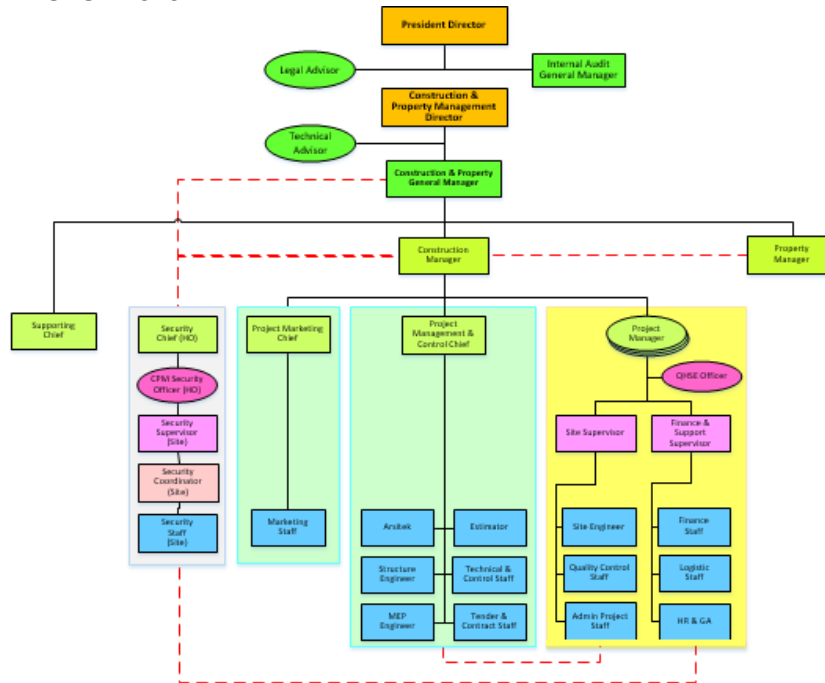 President Director
Legal Advisor
Internal Audit
General Manager
Construction &
Property Management
Director
Technical
Advisor
Construction & Property
General Manager
Construction
Manager
Property
Manager
Supporting
Chief
Security
Chief (HO)
Project Marketing
Chief
Project
Management &
Control Chief
Project
Manager
CPM Security
Officer (HO)
QHSE Officer
Security
Supervisor
(Site)
Site Supervisor
Finance &
Support
Supervisor
Security
Coordinator
(Site)
Security
Staff
(Site)
Marketing
Staff
Arsitek
Estimator
Site Engineer
Finance
Staff
Structure
Engineer
Technical &
Control Staff
Quality Control
Staff
Logistic
Staff
MEP
Engineer
Tender &
Contract Staff
Admin Project
Staff
HR & GA